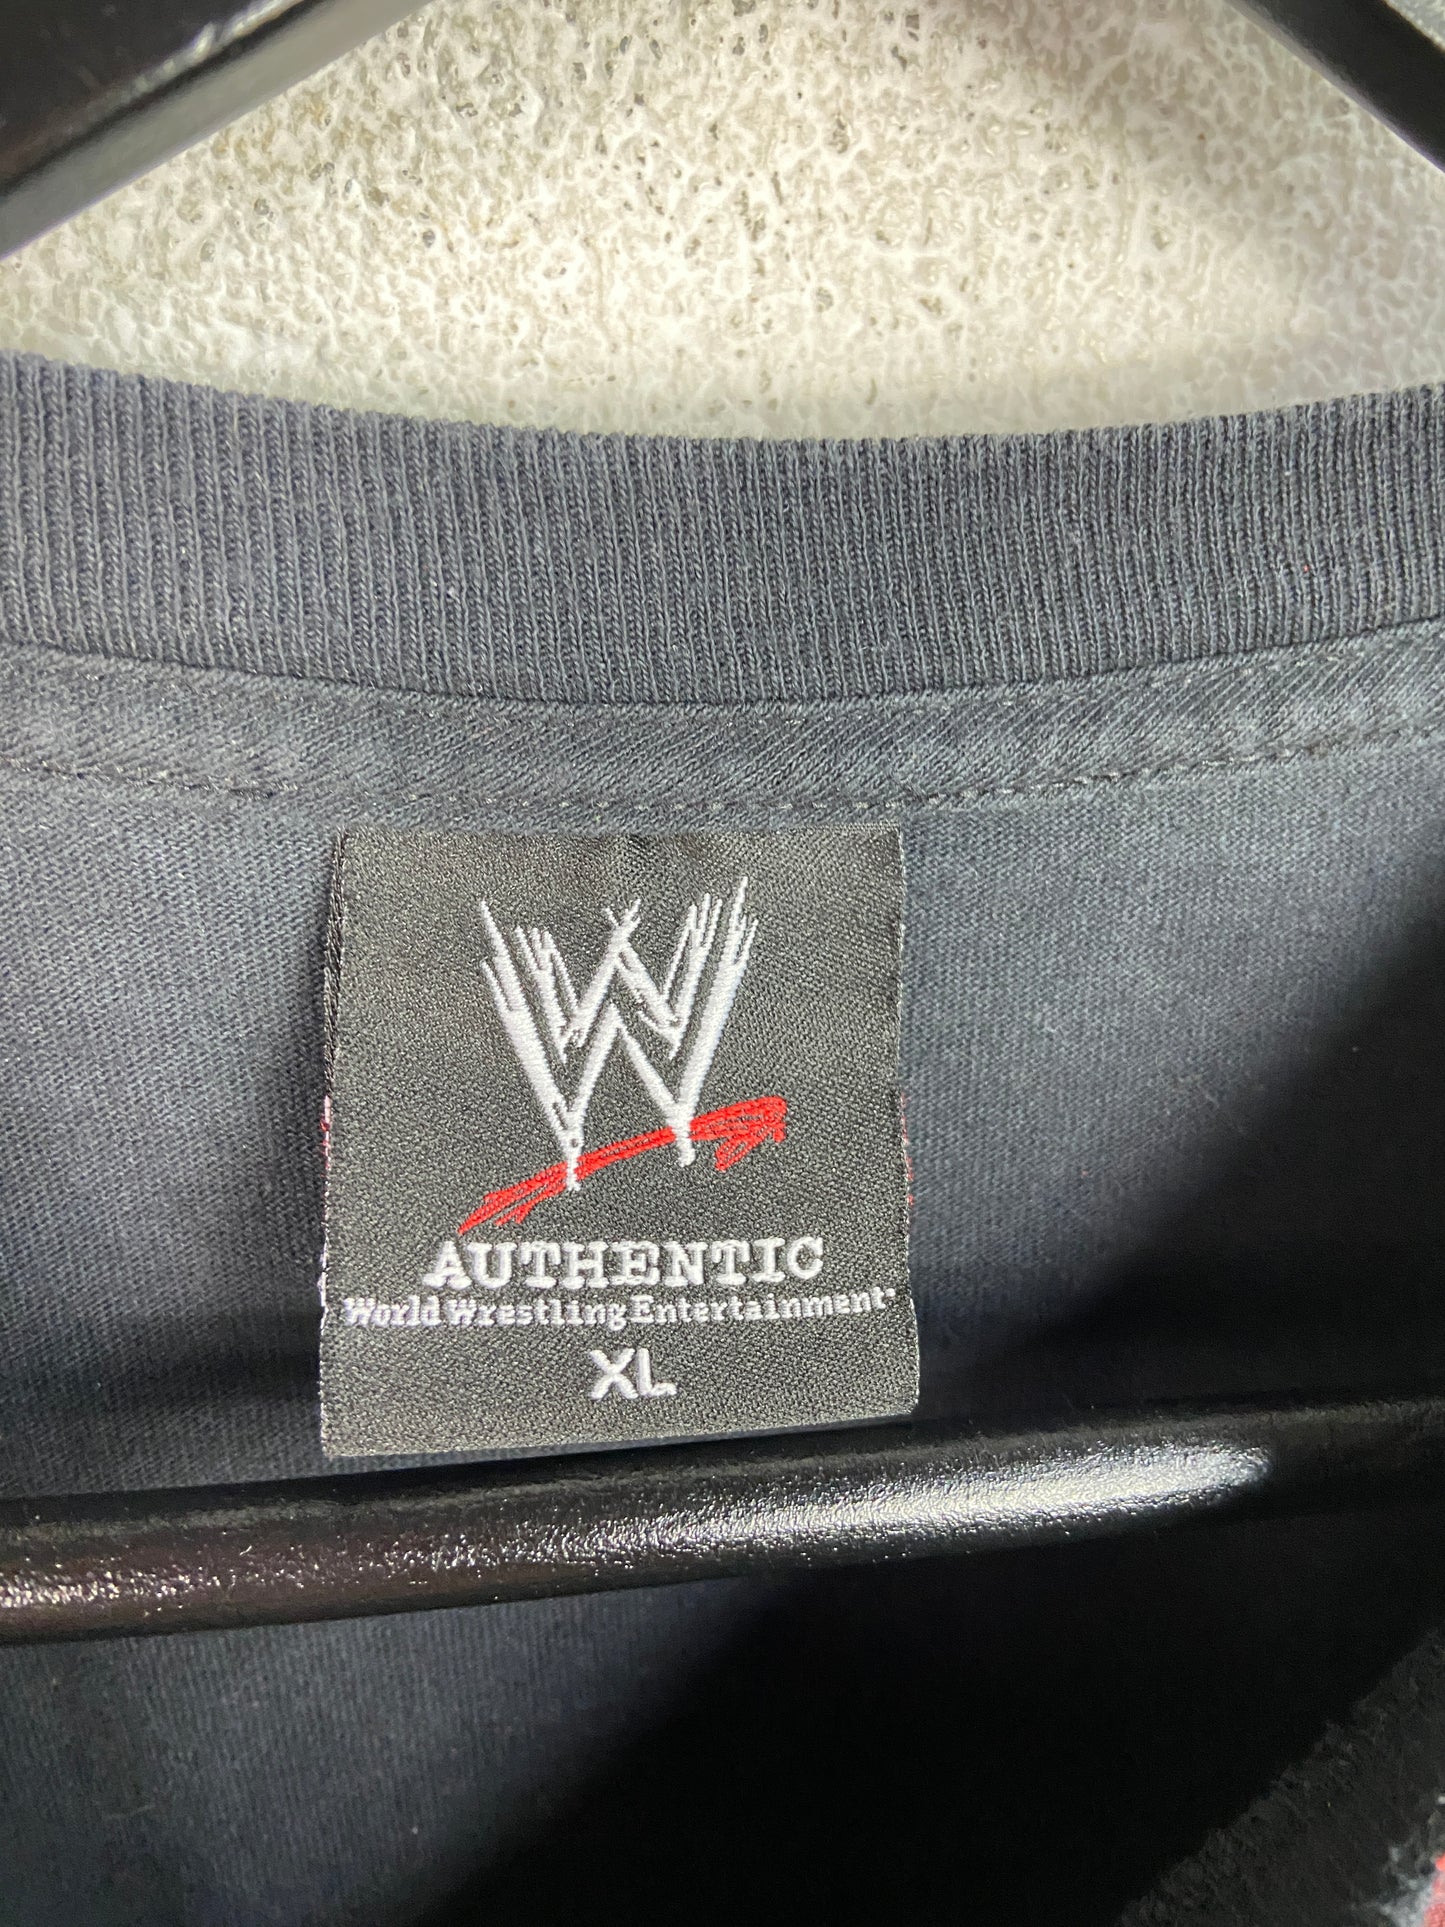 W
AUTHENTIC
World Wrestling Entertainment
XL